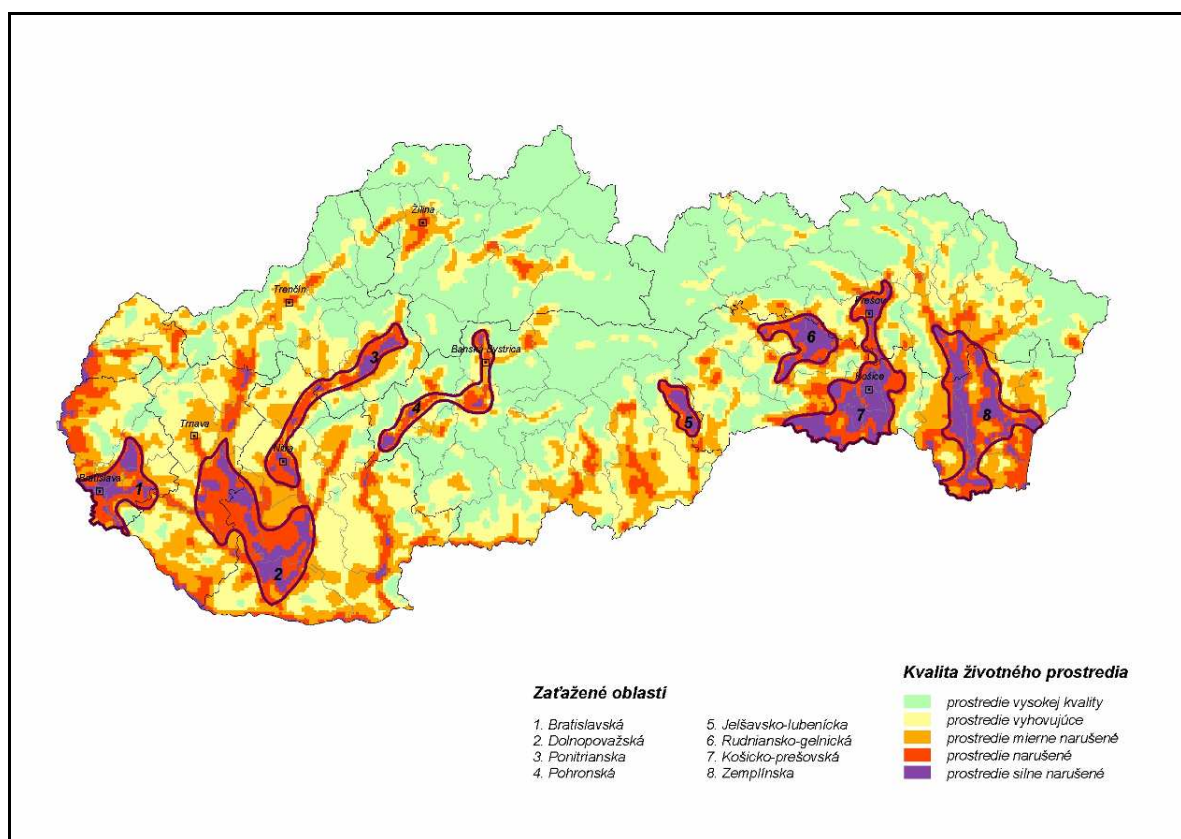 Žilina
Trenčín
Prešov
6
3
Banská Bystrica
Košice
4
5
7
8
Trnava
Nitra
Bratislava
1
2
Zaťažené oblasti
1. Bratislavská
2. Dolnopovažská
3. Ponitrianska
4. Pohronská
5. Jelšavsko-lubenícka
6. Rudniansko-gelnická
7. Košicko-prešovská
8. Zemplínska
Kvalita životného prostredia
prostredie vysokej kvality
prostredie vyhovujúce
prostredie mierne narušené
prostredie narušené
prostredie silne narušené